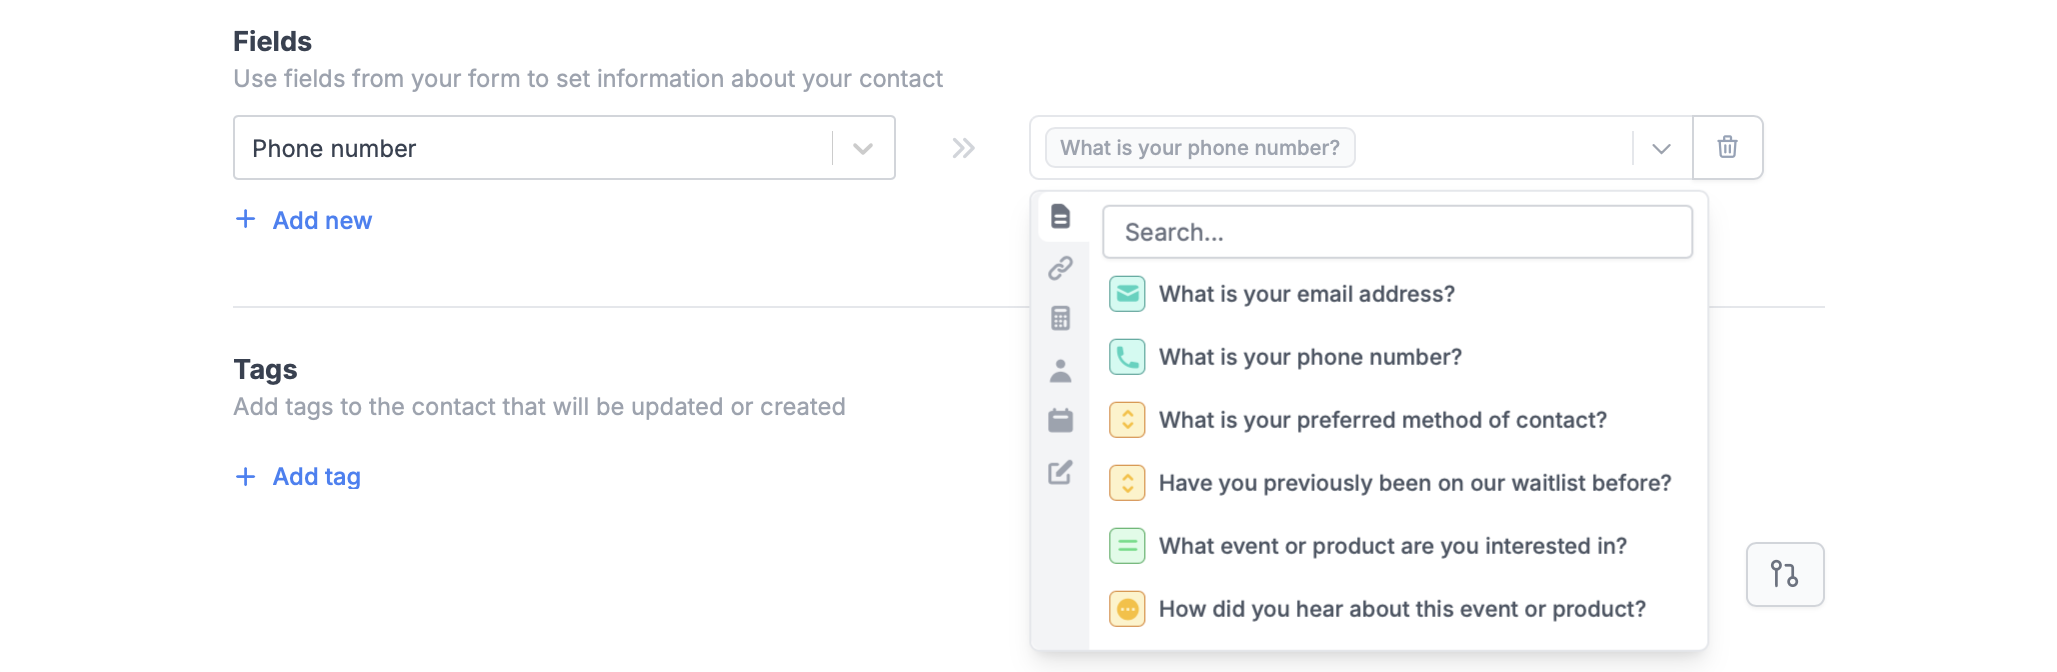 Fields
Use fields from your form to set information about your contact
Phone number
What is your phone number?
Add new
Search...
What is your email address?
What is your phone number?
What is your preferred method of contact?
Have you previously been on our waitlist before?
What event or product are you interested in?
How did you hear about this event or product?
Tags
Add tags to the contact that will be updated or created
Add tag